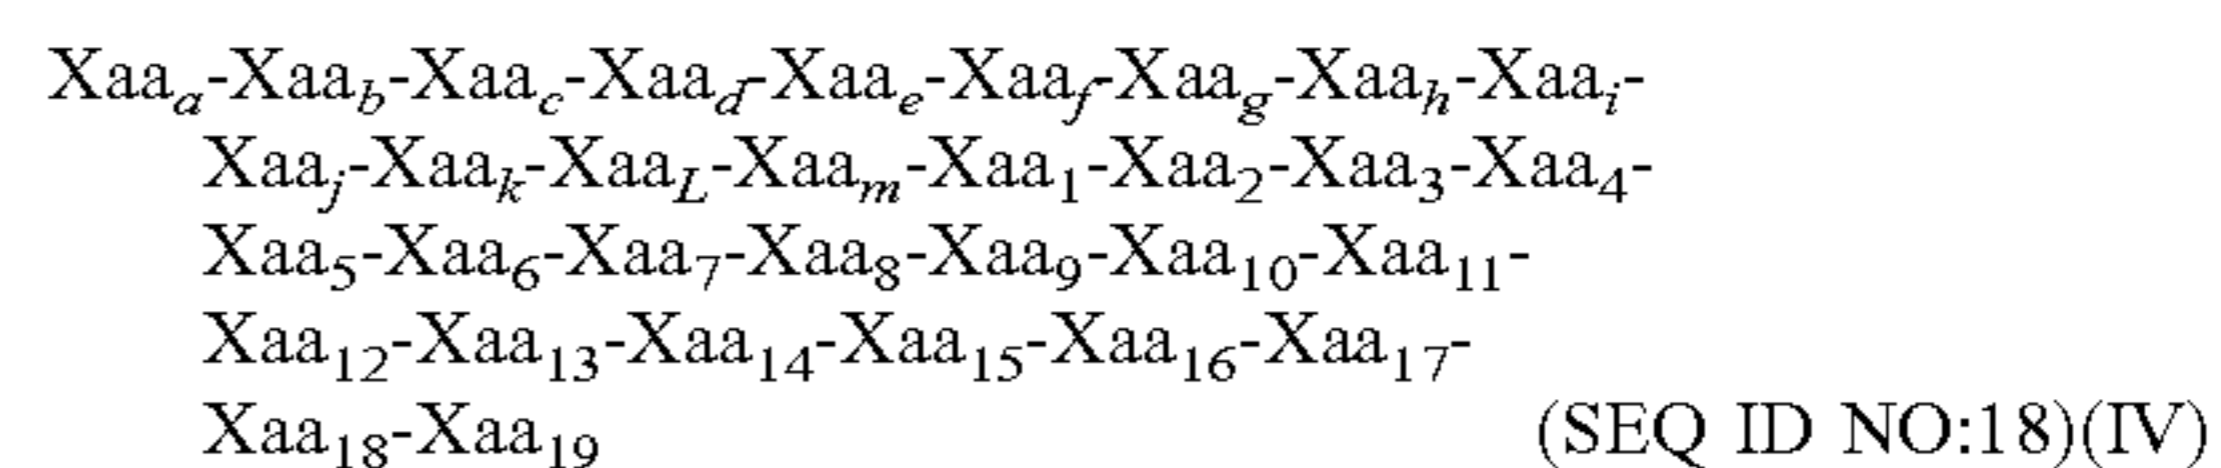 Xaa_a-Xaa_b-Xaa_c-Xaa_d-Xaa_e-Xaa_f-Xaa_g-Xaa_h-Xaa_i-
Xaa_j-Xaa_k-Xaa_L-Xaa_m-Xaa_1-Xaa_2-Xaa_3-Xaa_4-
Xaa_5-Xaa_6-Xaa_7-Xaa_8-Xaa_9-Xaa_10-Xaa_11-
Xaa_12-Xaa_13-Xaa_14-Xaa_15-Xaa_16-Xaa_17-
Xaa_18-Xaa_19 (SEQ ID NO:18)(IV)